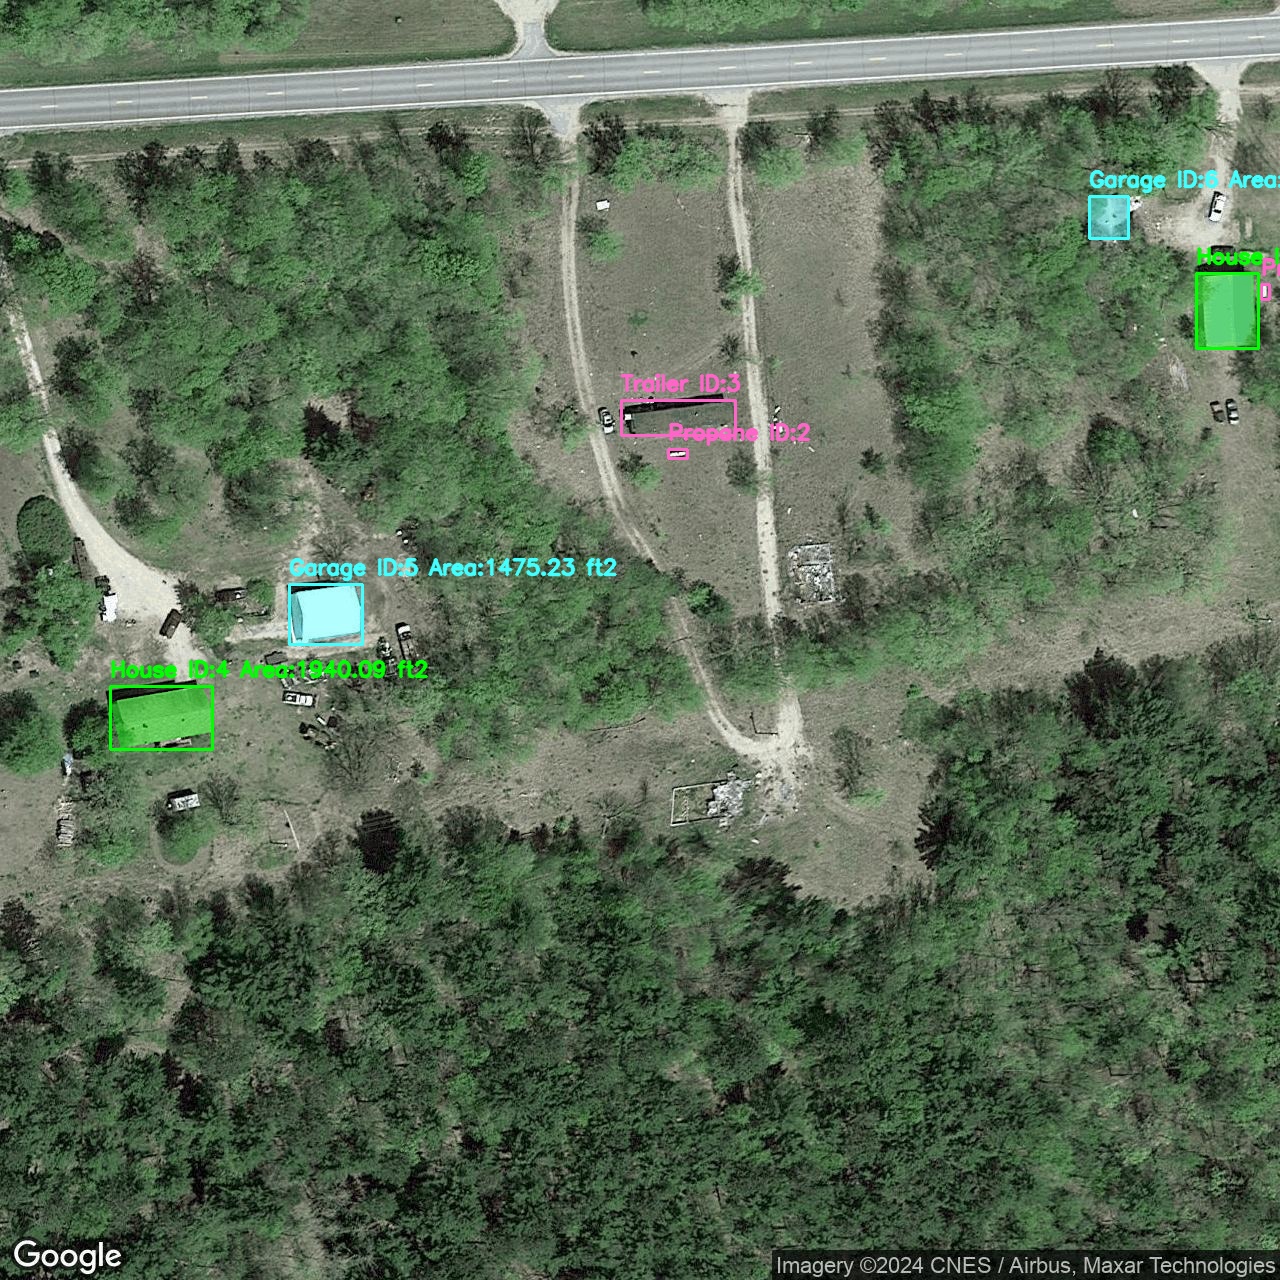 Garage ID:6 Area:
House I
P
Trailer ID:3
Propane ID:2
Garage ID:5 Area:1475.23 ft2
House ID:4 Area:1940.09 ft2
Google
Imagery ©2024 CNES / Airbus, Maxar Technologies